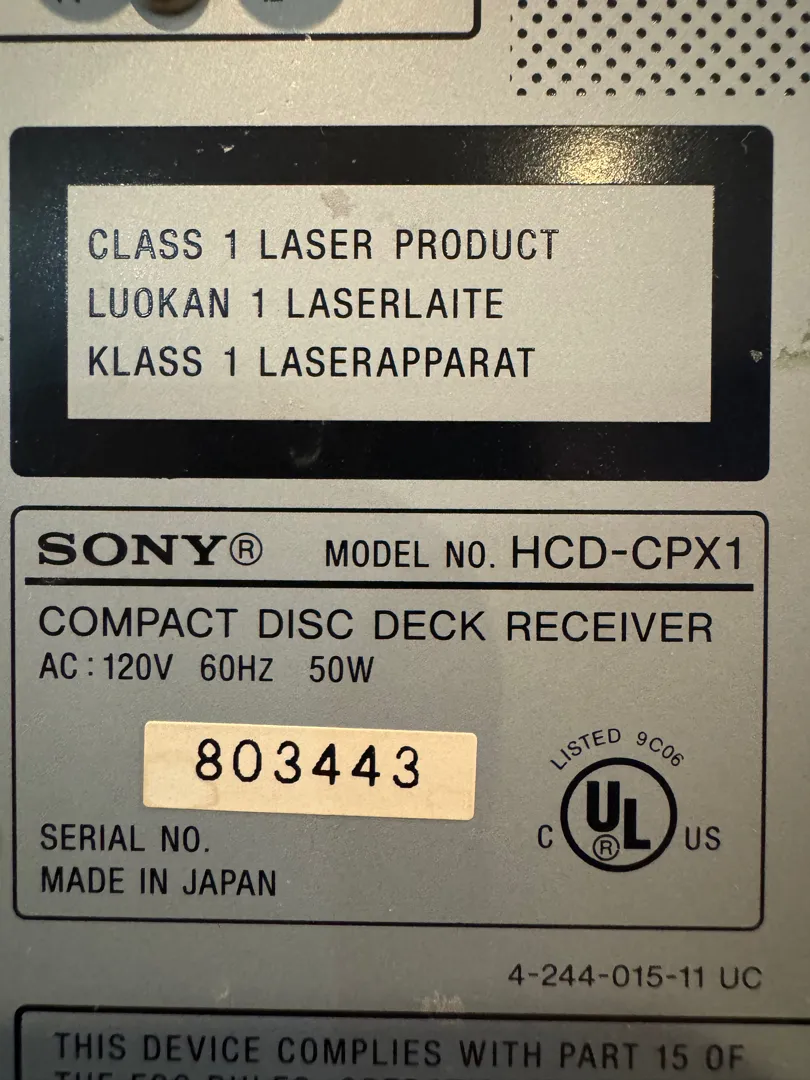 CLASS 1 LASER PRODUCT
LUOKAN 1 LASERLAITE
KLASS 1 LASERAPPARAT
SONY® MODEL NO. HCD-CPX1
COMPACT DISC DECK RECEIVER
AC : 120V 60HZ 50W
803443
LISTED 9C06
C UL® US
SERIAL NO.
MADE IN JAPAN
4-244-015-11 UC
THIS DEVICE COMPLIES WITH PART 15 OF